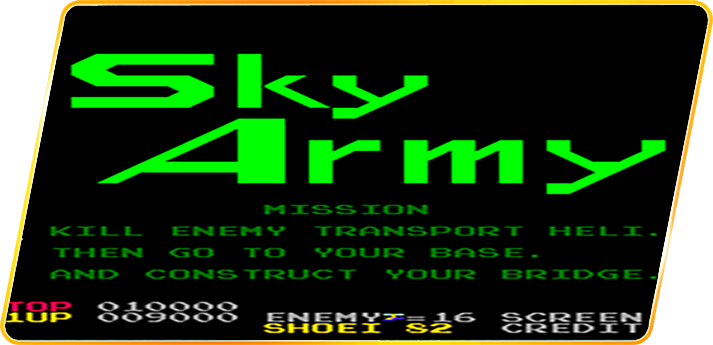 Sky
Army
MISSION
KILL ENEMY TRANSPORT HELI.
THEN GO TO YOUR BASE.
AND CONSTRUCT YOUR BRIDGE.
TOP 010000
1UP 009000 ENEMY =16 SCREEN
SHOEI 82 CREDIT